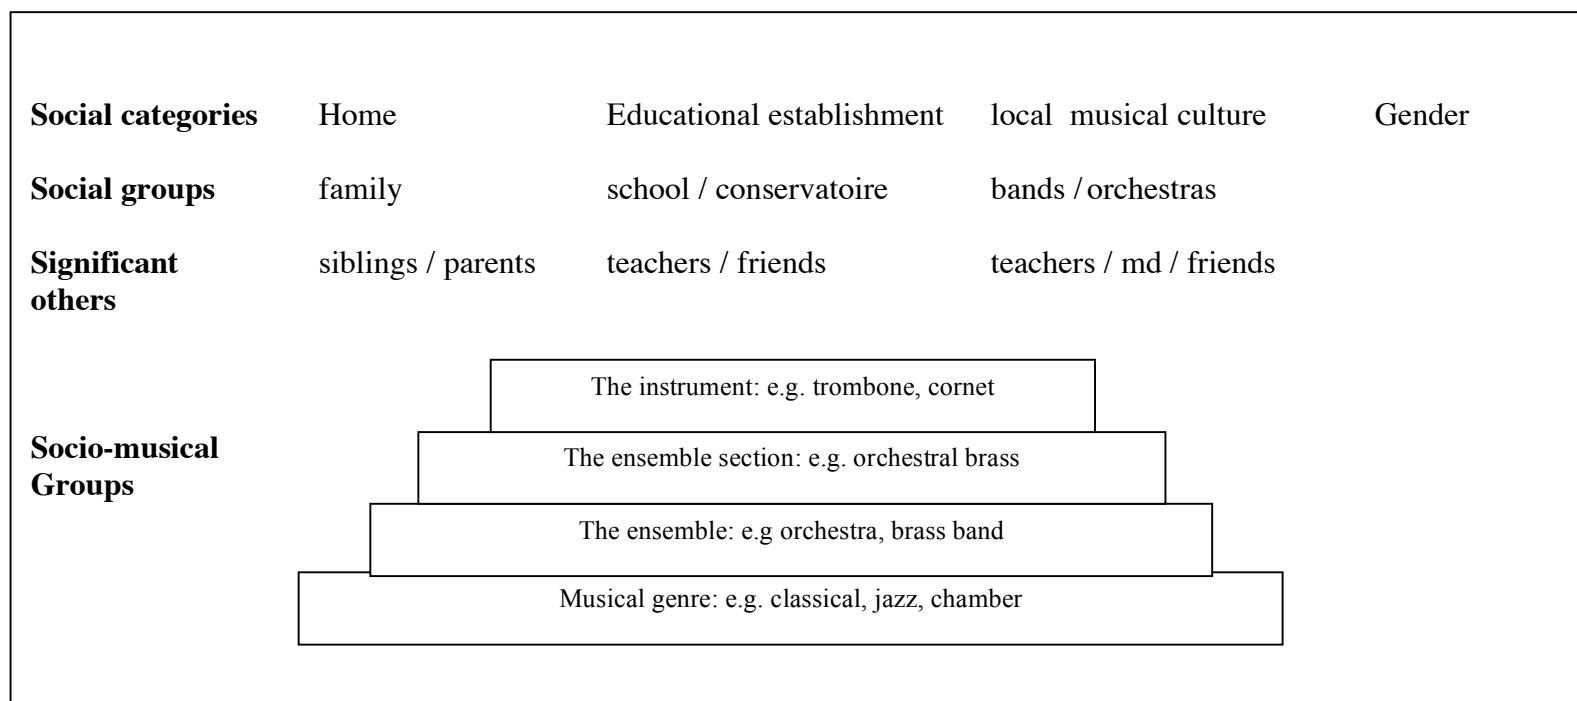 Social categories Home Educational establishment local musical culture Gender
Social groups family school / conservatoire bands / orchestras
Significant others siblings / parents teachers / friends teachers / md / friends
The instrument: e.g. trombone, cornet
Socio-musical Groups
The ensemble section: e.g. orchestral brass
The ensemble: e.g orchestra, brass band
Musical genre: e.g. classical, jazz, chamber